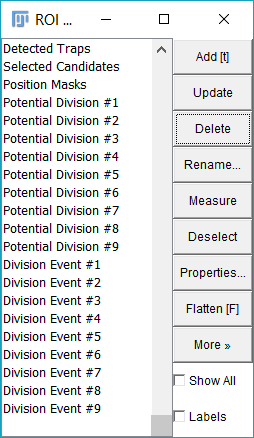 ROI ...
Detected Traps
Selected Candidates
Position Masks
Potential Division #1
Potential Division #2
Potential Division #3
Potential Division #4
Potential Division #5
Potential Division #6
Potential Division #7
Potential Division #8
Potential Division #9
Division Event #1
Division Event #2
Division Event #3
Division Event #4
Division Event #5
Division Event #6
Division Event #7
Division Event #8
Division Event #9
Add [t]
Update
Delete
Rename...
Measure
Deselect
Properties...
Flatten [F]
More »
Show All
Labels